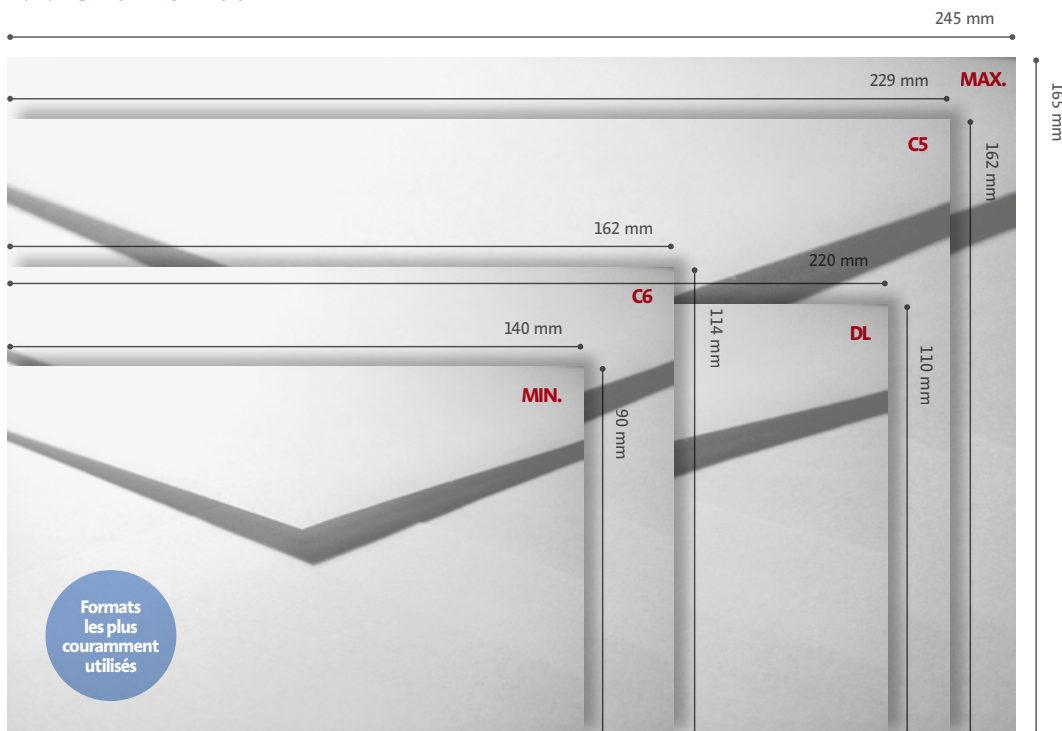 245 mm
229 mm
MAX.
165 mm
C5
162 mm
162 mm
220 mm
C6
114 mm
DL
140 mm
110 mm
MIN.
90 mm
Formats
les plus
couramment
utilisés